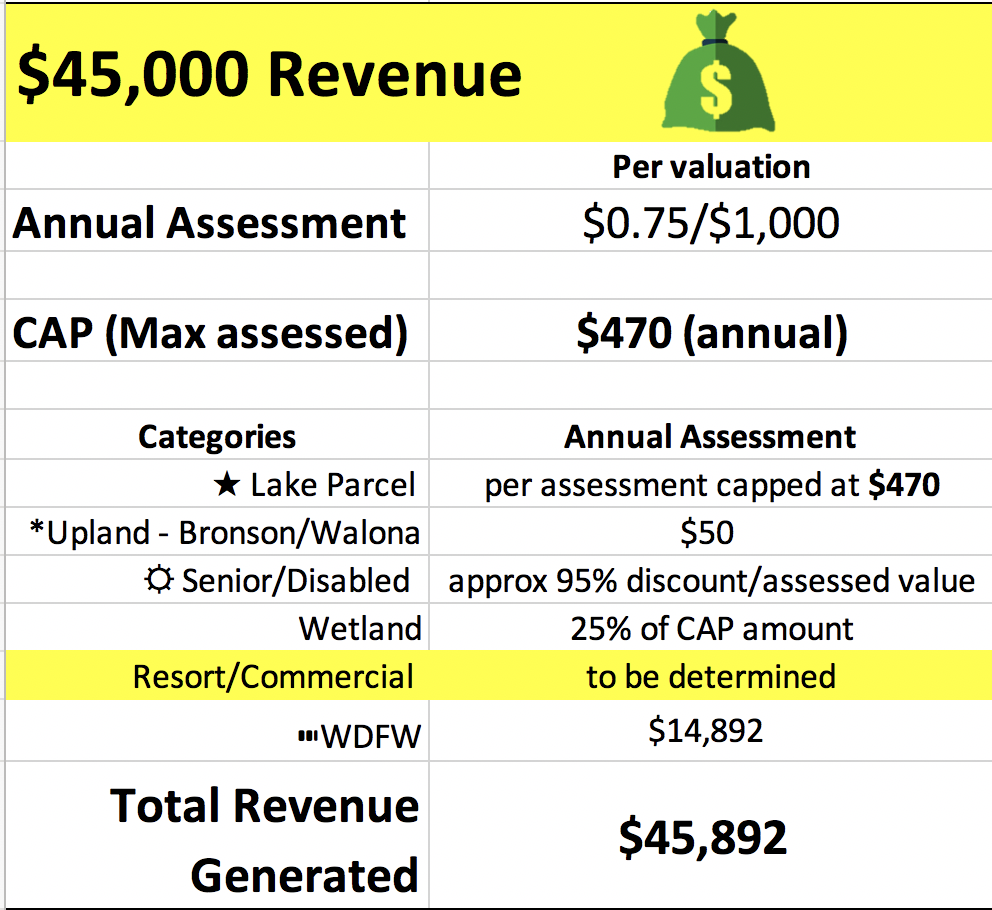 $45,000 Revenue
$
Per valuation
Annual Assessment $0.75/$1,000
CAP (Max assessed) $470 (annual)
Categories Annual Assessment
★ Lake Parcel per assessment capped at $470
*Upland - Bronson/Walona $50
☼ Senior/Disabled approx 95% discount/assessed value
Wetland 25% of CAP amount
Resort/Commercial to be determined
WDFW $14,892
Total Revenue
Generated $45,892